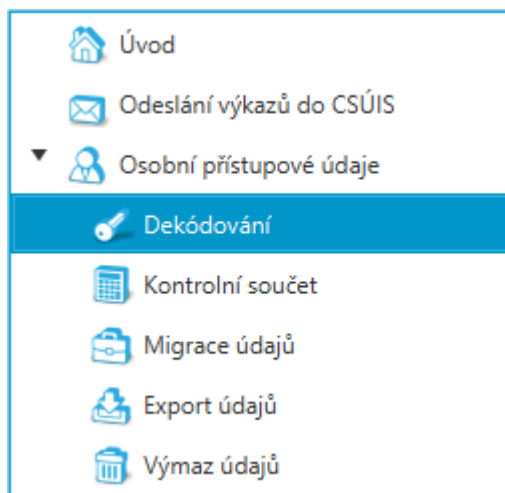 Úvod
Odeslání výkazů do CSÚIS
Osobní přístupové údaje
Dekódování
Kontrolní součet
Migrace údajů
Export údajů
Výmaz údajů